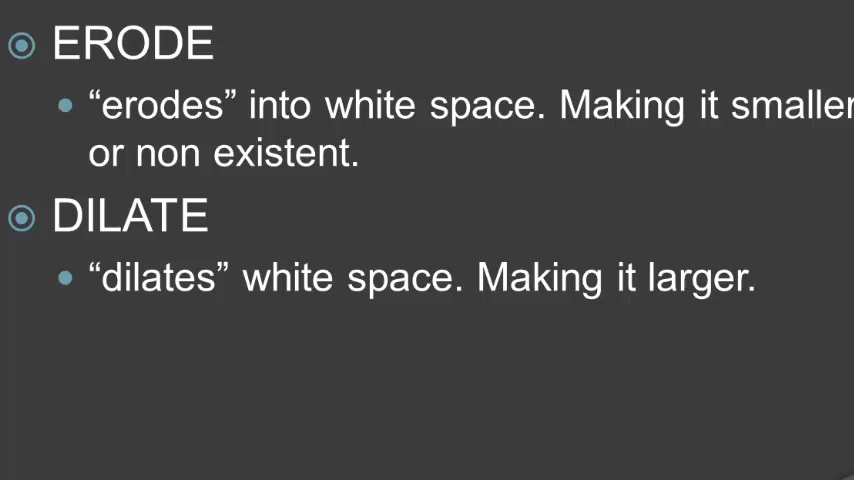 ERODE
“erodes” into white space. Making it smaller
or non existent.
DILATE
“dilates” white space. Making it larger.